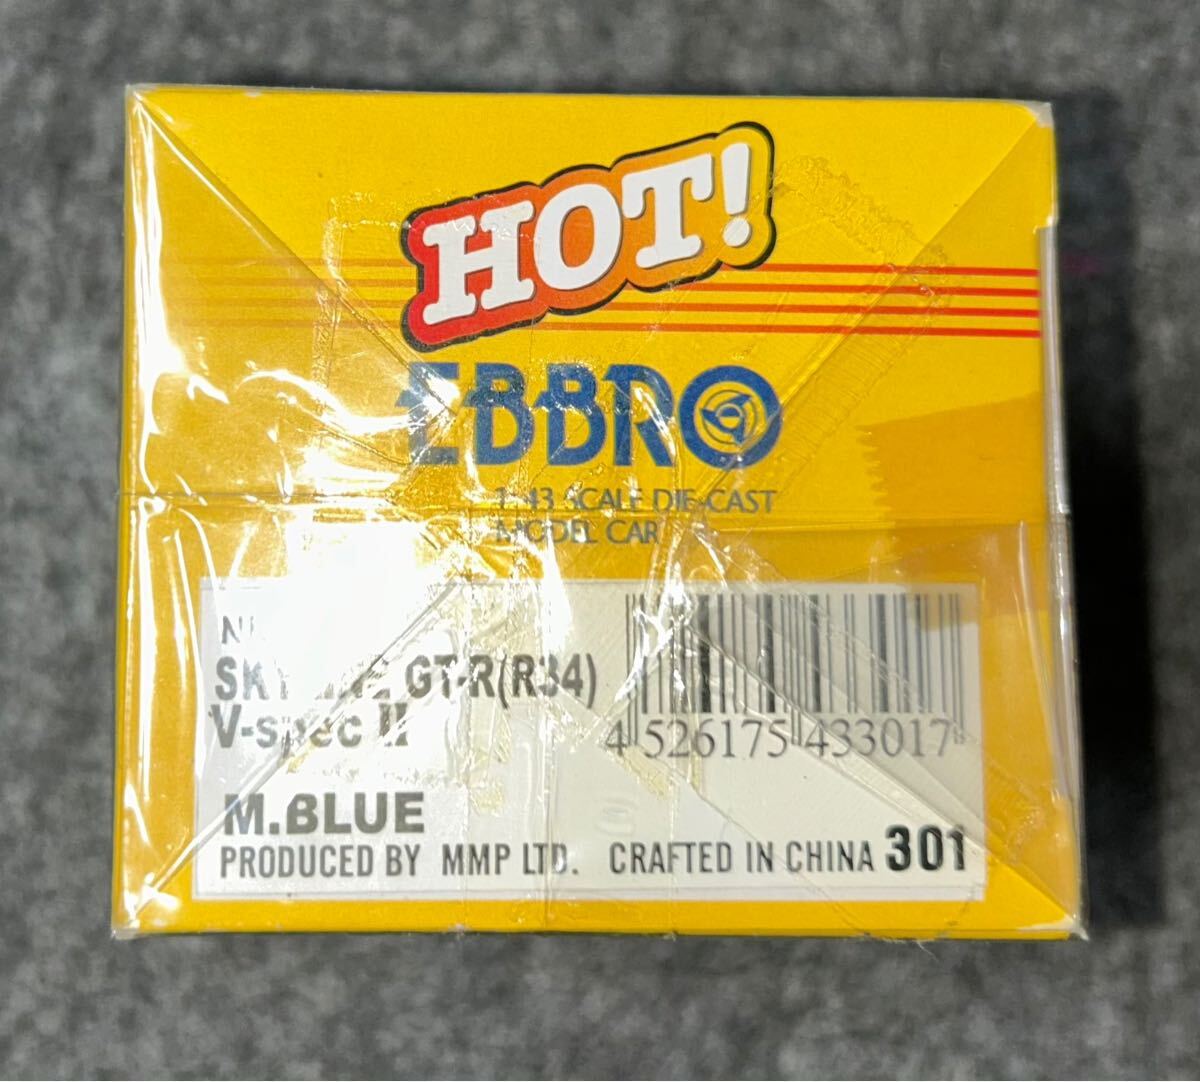 HOT!
EBBRO
1:43 SCALE DIE-CAST
MODEL CAR
SKYLINE GT-R(R34)
V-spec II
4 526175 433017
M.BLUE
PRODUCED BY MMP LTD. CRAFTED IN CHINA 301